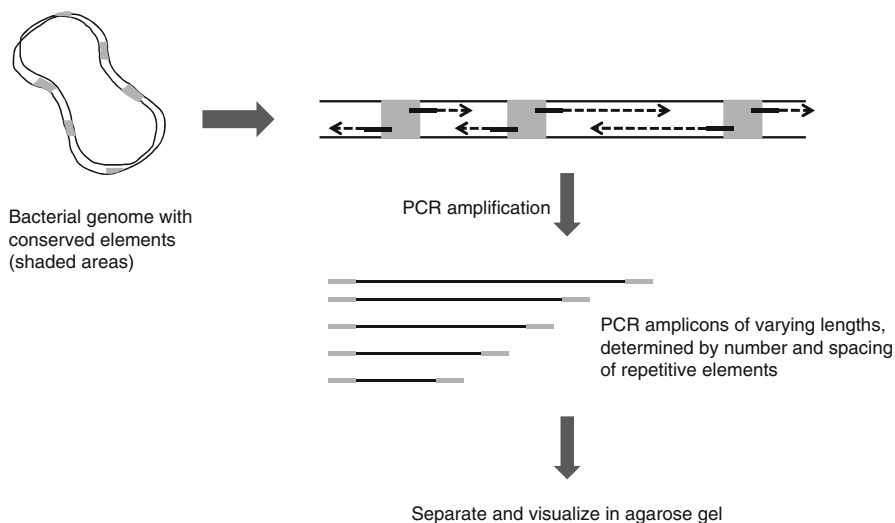 Bacterial genome with
conserved elements
(shaded areas)
PCR amplification
PCR amplicons of varying lengths,
determined by number and spacing
of repetitive elements
Separate and visualize in agarose gel